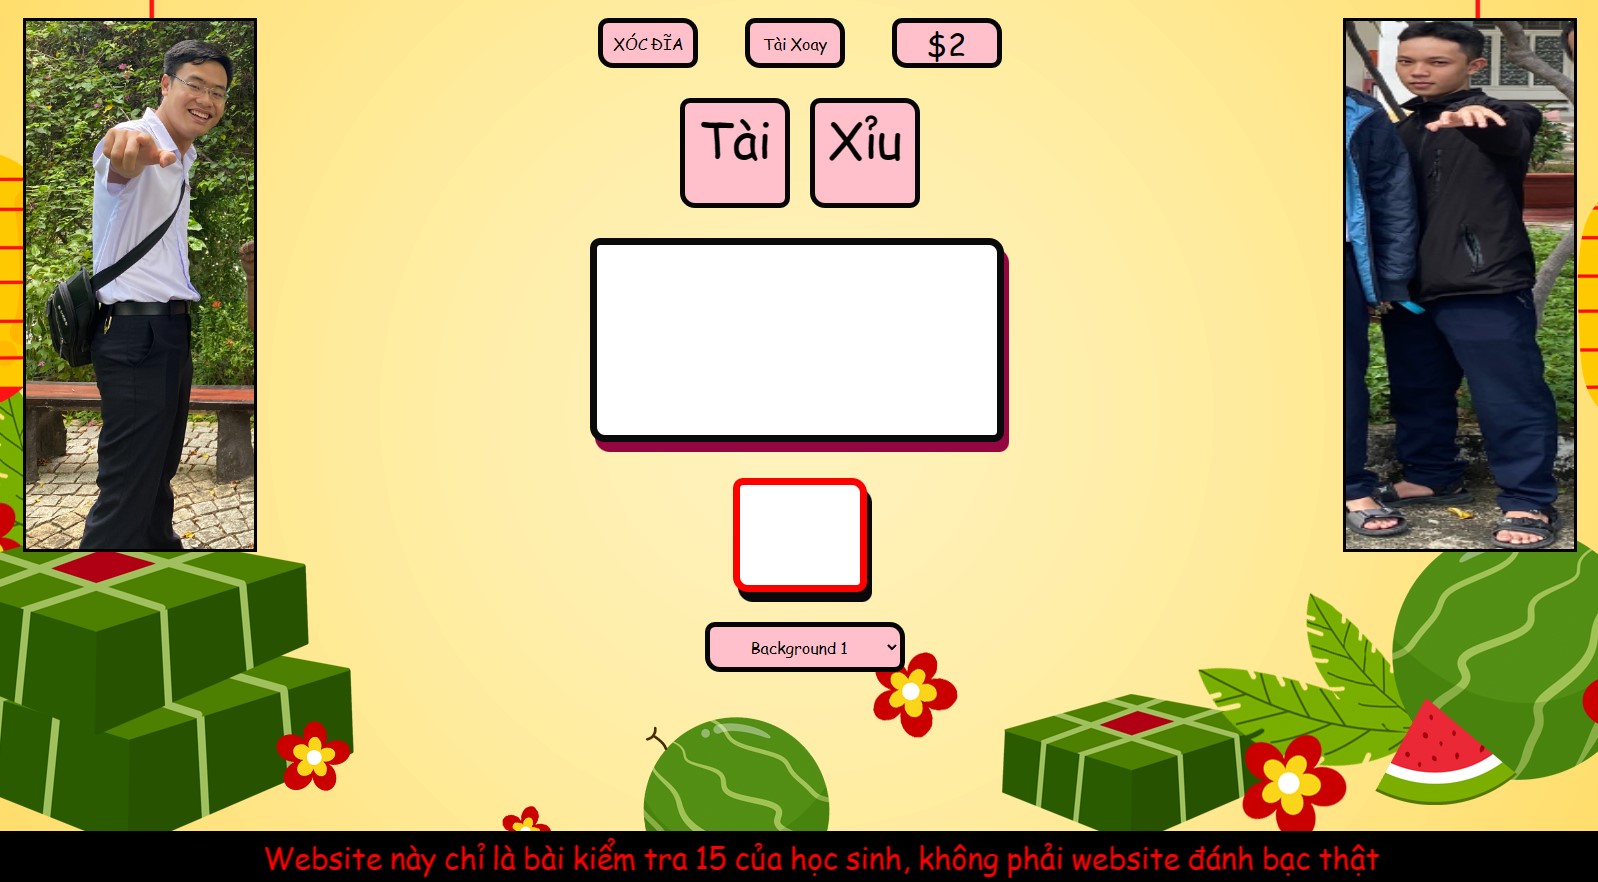 XÓC ĐĨA
Tài Xoay
$2
Tài
Xỉu
Background 1
Website này chỉ là bài kiểm tra 15 của học sinh, không phải website đánh bạc thật